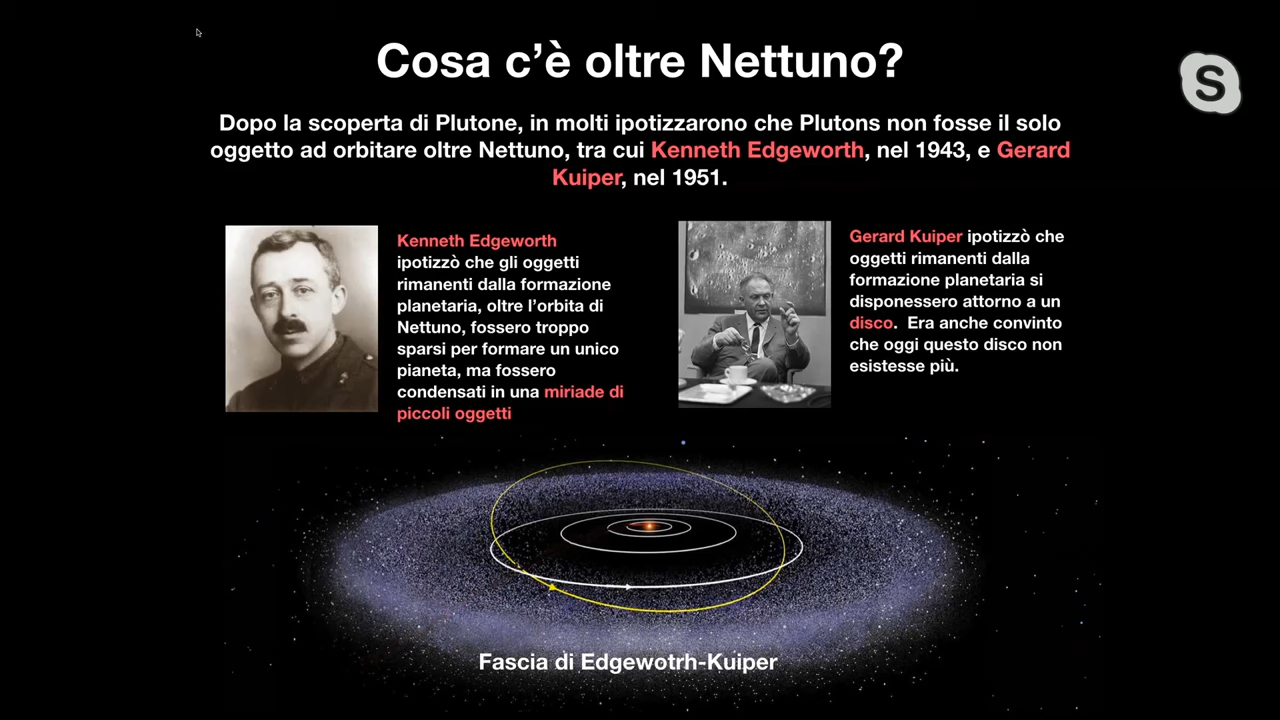 Cosa c'è oltre Nettuno?
S
Dopo la scoperta di Plutone, in molti ipotizzarono che Plutons non fosse il solo
oggetto ad orbitare oltre Nettuno, tra cui Kenneth Edgeworth, nel 1943, e Gerard
Kuiper, nel 1951.
Kenneth Edgeworth
ipotizzò che gli oggetti
rimanenti dalla formazione
planetaria, oltre l'orbita di
Nettuno, fossero troppo
sparsi per formare un unico
pianeta, ma fossero
condensati in una miriade di
piccoli oggetti
Gerard Kuiper ipotizzò che
oggetti rimanenti dalla
formazione planetaria si
disponessero attorno a un
disco.  Era anche convinto
che oggi questo disco non
esistesse più.
Fascia di Edgewotrh-Kuiper